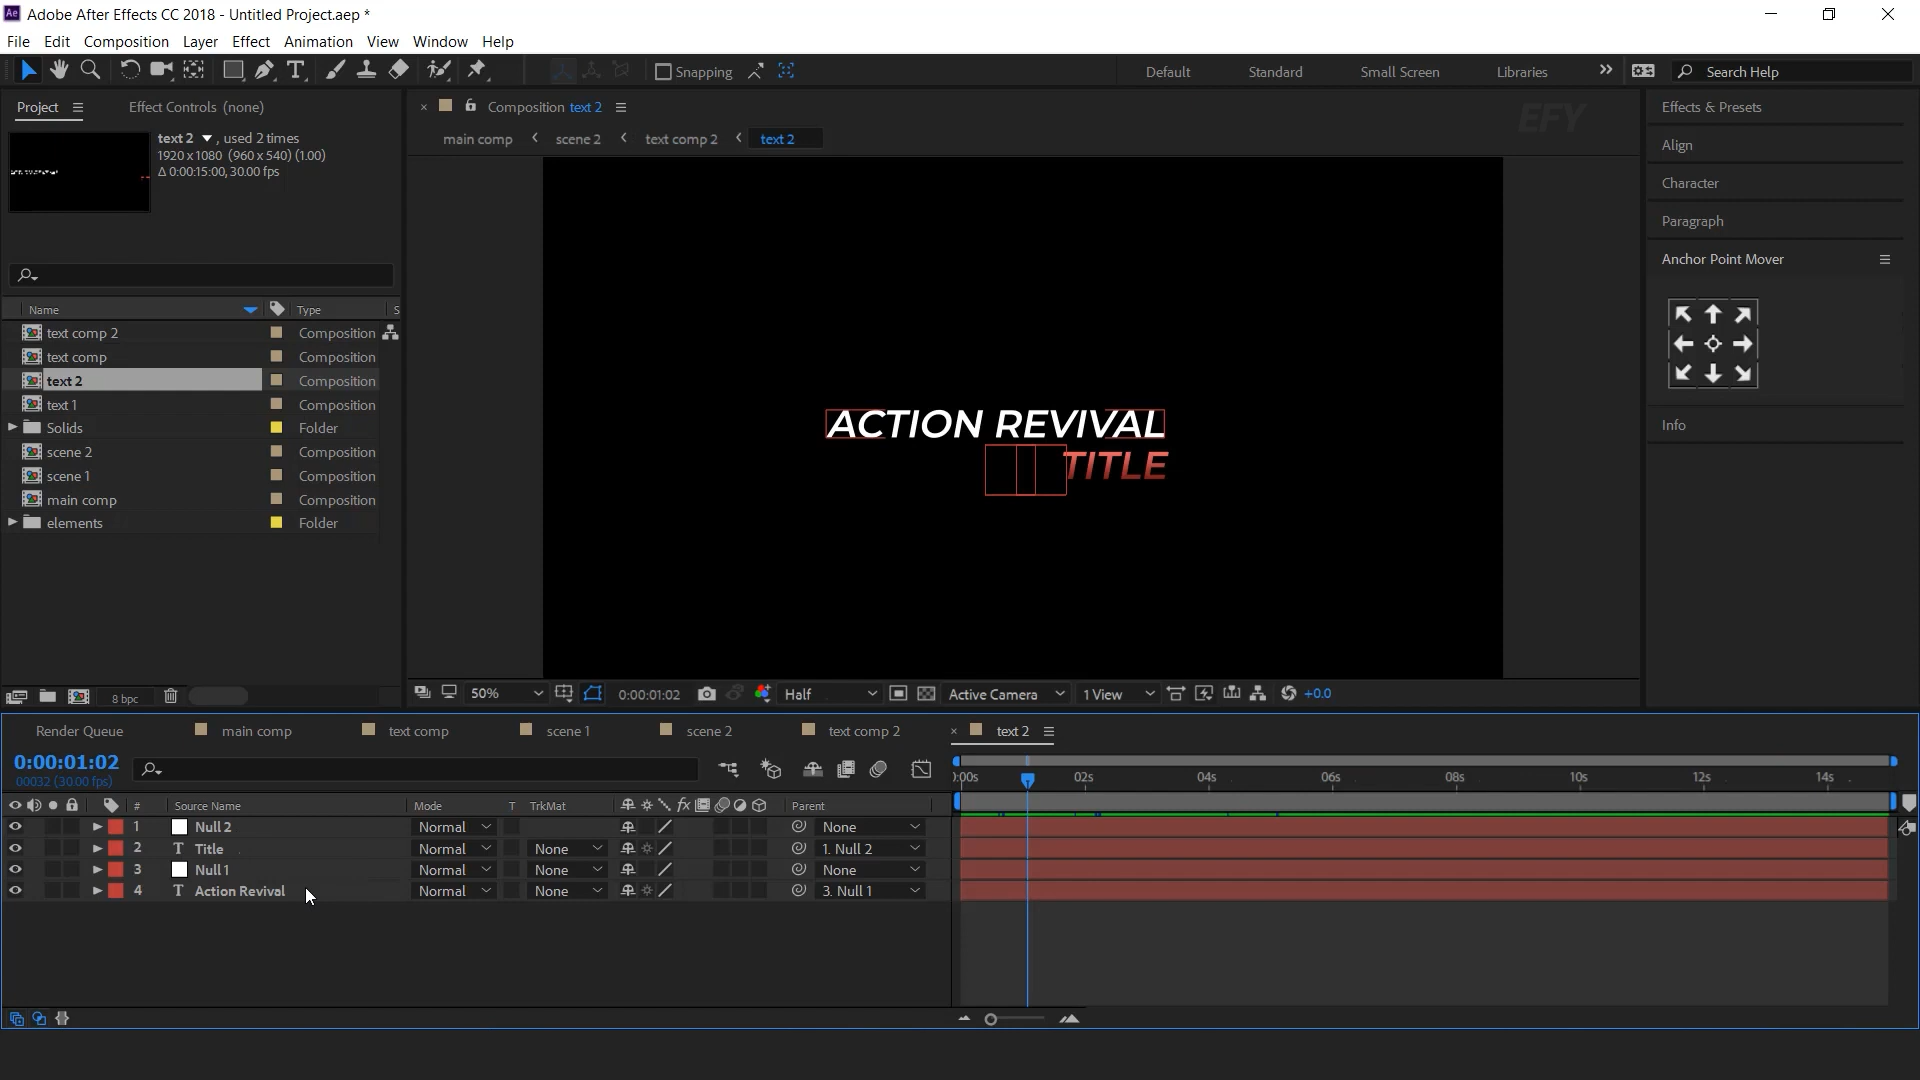 Ae Adobe After Effects CC 2018 - Untitled Project.aep *
File Edit Composition Layer Effect Animation View Window Help
T Snapping Default Standard Small Screen Libraries Search Help
Project Effect Controls (none)
Composition text 2
EFY
Effects & Presets
text 2 , used 2 times
1920 x 1080 (960 x 540) (1.00)
Δ 0:00:15:00, 30.00 fps
main comp scene 2 text comp 2 text 2
Align
Character
Paragraph
Anchor Point Mover
Name Type S
text comp 2 Composition
text comp Composition
text 2 Composition
text 1 Composition
Solids Folder
scene 2 Composition
scene 1 Composition
main comp Composition
elements Folder
ACTION REVIVAL
TITLE
Info
8 bpc
50% 0:00:01:02 Half Active Camera 1 View +0.0
Render Queue main comp text comp scene 1 scene 2 text comp 2 × text 2
0:00:01:02
00032 (30.00 fps)
):00s 02s 04s 06s 08s 10s 12s 14s
# Source Name Mode T TrkMat fx Parent
1 Null 2 Normal None
2 T Title Normal None 1. Null 2
3 Null 1 Normal None None
4 T Action Revival Normal None 3. Null 1